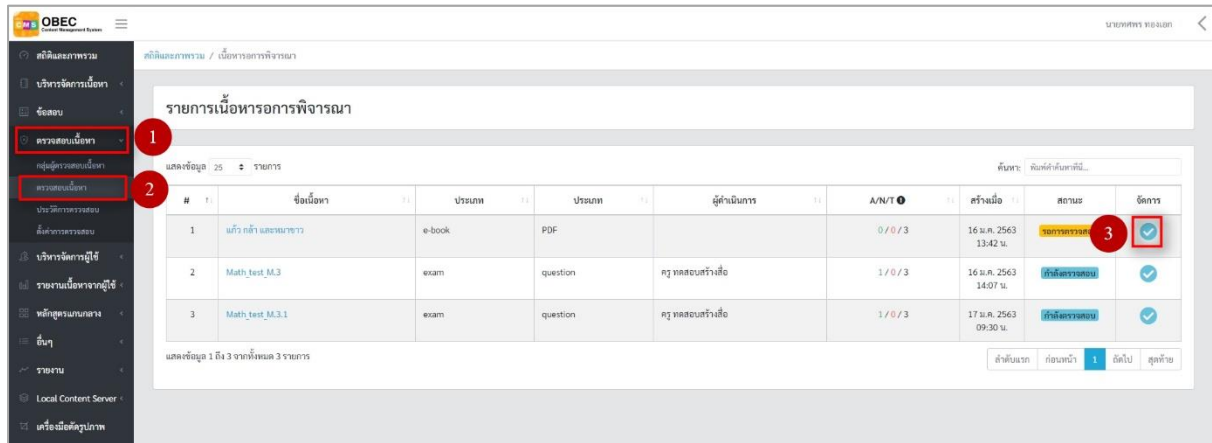 CMS OBEC
Content Management System
นายทศพร ทองเอก
สถิติและภาพรวม
บริหารจัดการเนื้อหา
ข้อสอบ
ตรวจสอบเนื้อหา
กลุ่มผู้ตรวจสอบเนื้อหา
ตรวจสอบเนื้อหา
ประวัติการตรวจสอบ
ตั้งค่าการตรวจสอบ
บริหารจัดการผู้ใช้
รายงานเนื้อหาจากผู้ใช้
หลักสูตรแกนกลาง
อื่นๆ
รายงาน
Local Content Server
เครื่องมือตัดรูปภาพ
1
2
สถิติและภาพรวม / เนื้อหารอการพิจารณา
รายการเนื้อหารอการพิจารณา
แสดงข้อมูล 25 รายการ
ค้นหา: พิมพ์คำค้นหาที่นี่...
# ชื่อเนื้อหา ประเภท ประเภท ผู้ดำเนินการ A/N/T สร้างเมื่อ สถานะ จัดการ
1 แก้ว กล้า และหมาขาว e-book PDF 0/0/3 16 ม.ค. 2563 13:42 น. รอการตรวจสอบ 3
2 Math_test_M.3 exam question ครู ทดสอบสร้างสื่อ 1/0/3 16 ม.ค. 2563 14:07 น. กำลังตรวจสอบ
3 Math_test_M.3.1 exam question ครู ทดสอบสร้างสื่อ 1/0/3 17 ม.ค. 2563 09:30 น. กำลังตรวจสอบ
แสดงข้อมูล 1 ถึง 3 จากทั้งหมด 3 รายการ
ลำดับแรก ก่อนหน้า 1 ถัดไป สุดท้าย